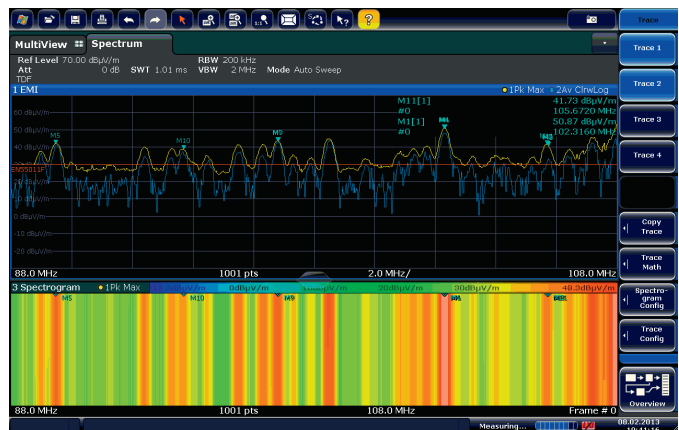 Trace
MultiView
Spectrum
Ref Level 70.00 dBµV/m
RBW 200 kHz
Att 0 dB
SWT 1.01 ms
VBW 2 MHz
Mode Auto Sweep
TDF
1 EMI
1Pk Max
2Av ClrwLog
M11[1]
41.73 dBµV/m
#0
105.6720 MHz
M1[1]
50.87 dBµV/m
#0
102.3160 MHz
60 dBµV/m
50 dBµV/m
40 dBµV/m
EN55011F
0 dBµV/m
-10 dBµV/m
-20 dBµV/m
M5
M10
M9
88.0 MHz
1001 pts
2.0 MHz/
108.0 MHz
3 Spectrogram
1Pk Max
0dBµV/m
20dBµV/m
30dBµV/m
48.3dBµV/m
M5
M10
M9
88.0 MHz
1001 pts
108.0 MHz
Frame # 0
Measuring...
08.02.2013
Trace 1
Trace 2
Trace 3
Trace 4
Copy
Trace
Trace
Math
Spectro-
gram
Config
Trace
Config
Overview